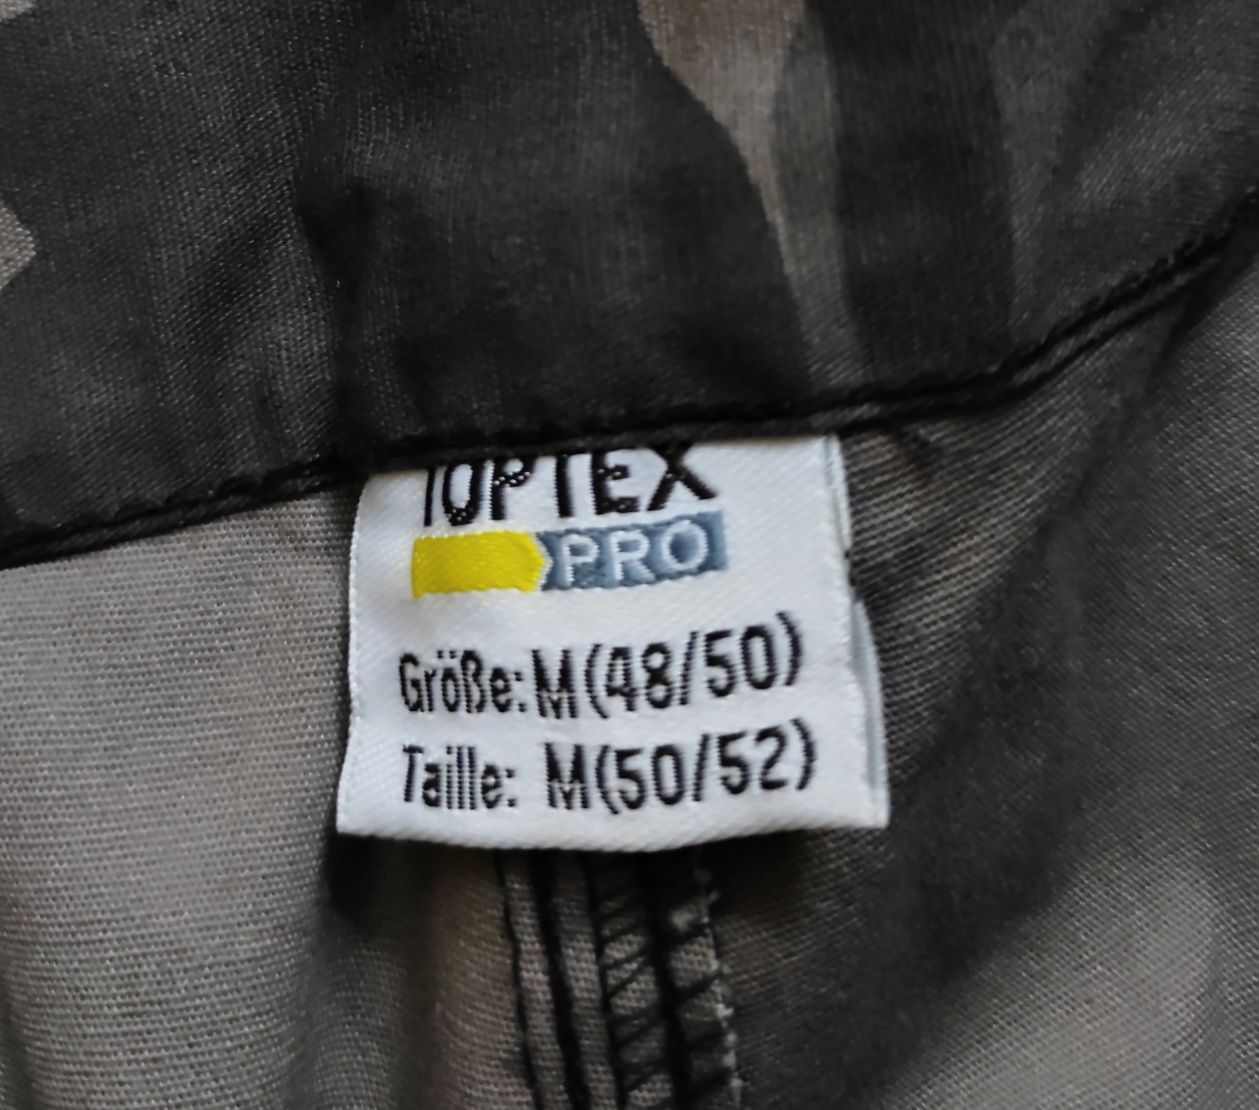 TOPTEX
PRO
Größe: M(48/50)
Taille: M(50/52)